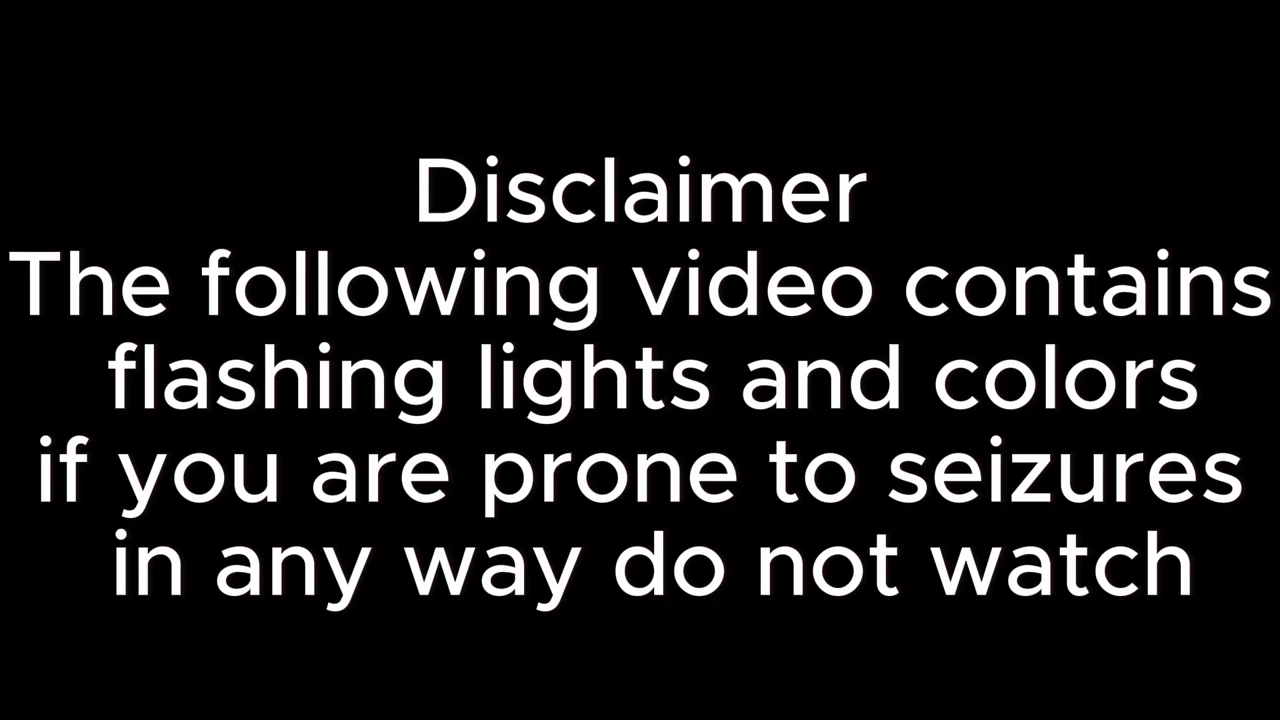 Disclaimer
The following video contains
flashing lights and colors
if you are prone to seizures
in any way do not watch